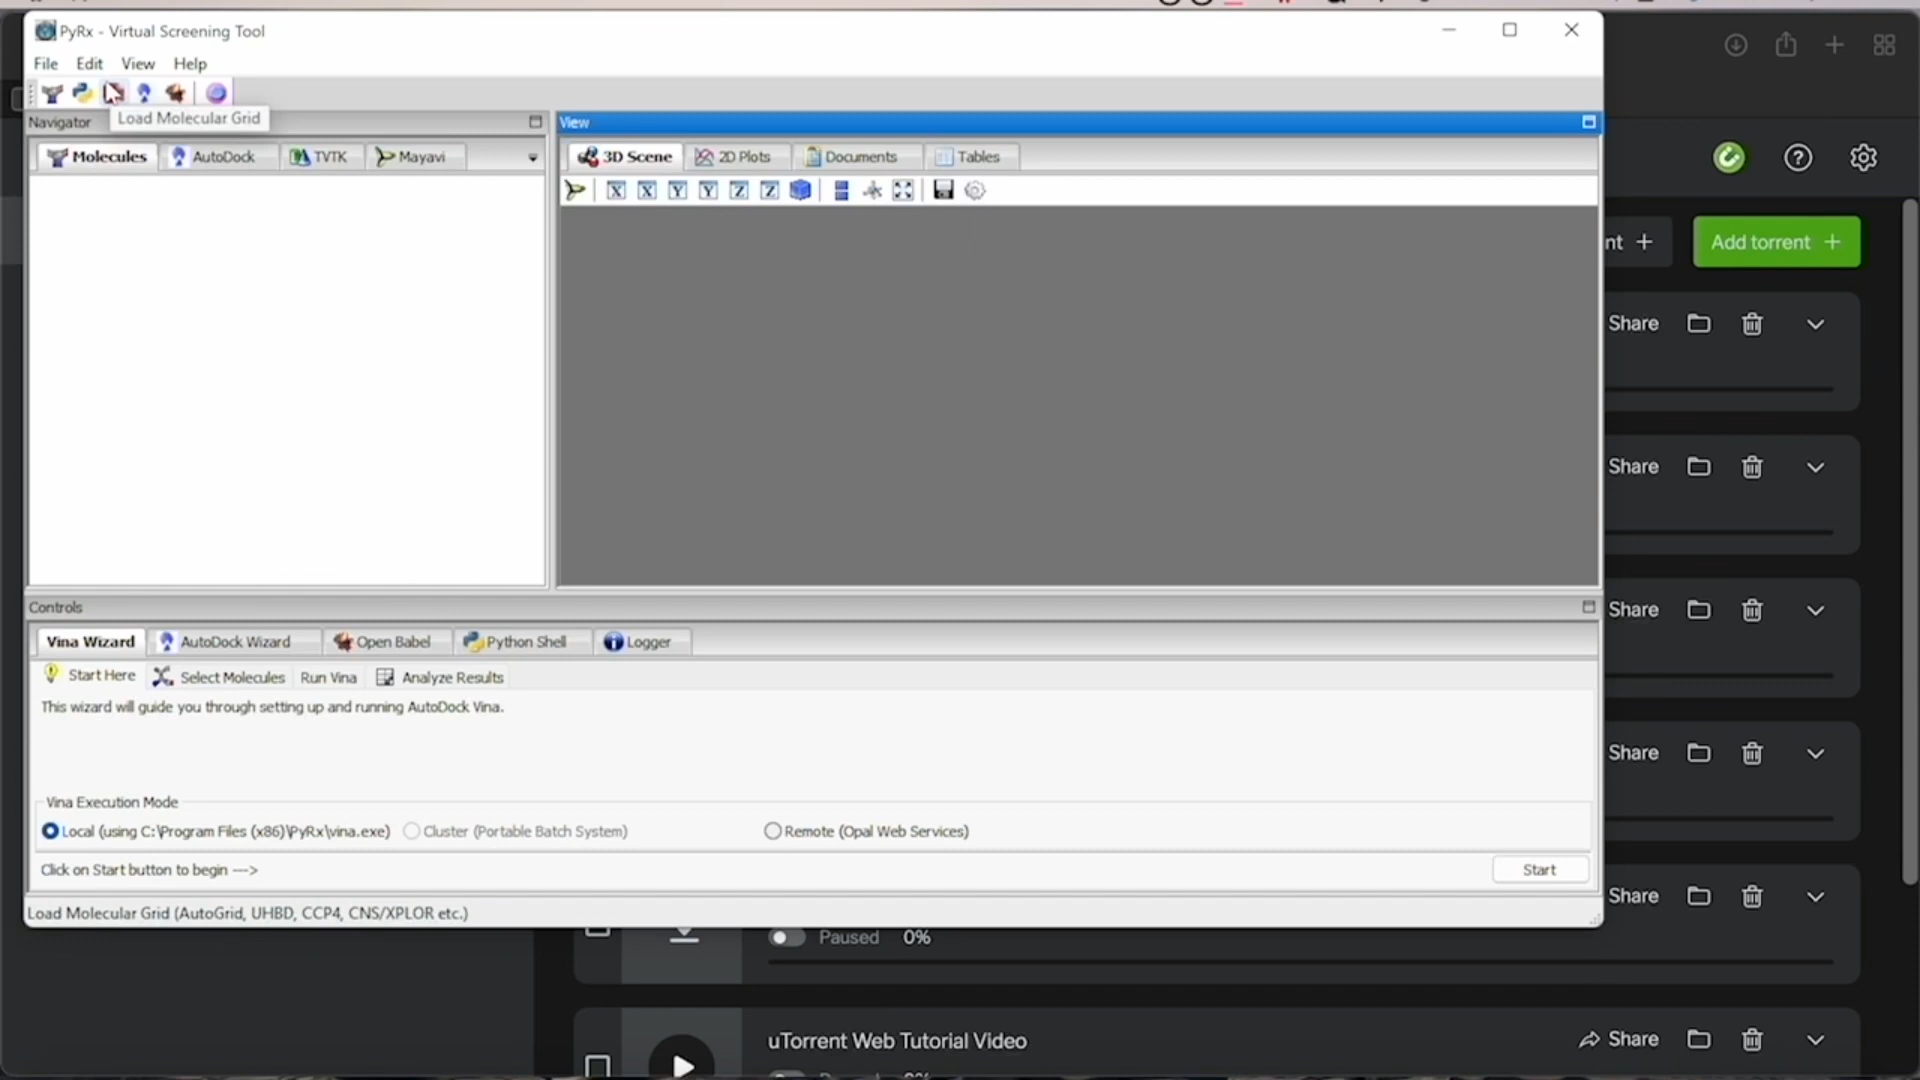 PyRx - Virtual Screening Tool
File Edit View Help
Load Molecular Grid
Navigator
View
Molecules AutoDock TVTK Mayavi
3D Scene 2D Plots Documents Tables
X X Y Y Z Z
nt + Add torrent +
Share
Share
Share
Share
Share
Controls
Vina Wizard AutoDock Wizard Open Babel Python Shell Logger
Start Here Select Molecules Run Vina Analyze Results
This wizard will guide you through setting up and running AutoDock Vina.
Vina Execution Mode
Local (using C:\Program Files (x86)\PyRx\vina.exe) Cluster (Portable Batch System) Remote (Opal Web Services)
Click on Start button to begin --->
Start
Load Molecular Grid (AutoGrid, UHBD, CCP4, CNS/XPLOR etc.)
Paused 0%
uTorrent Web Tutorial Video
Share